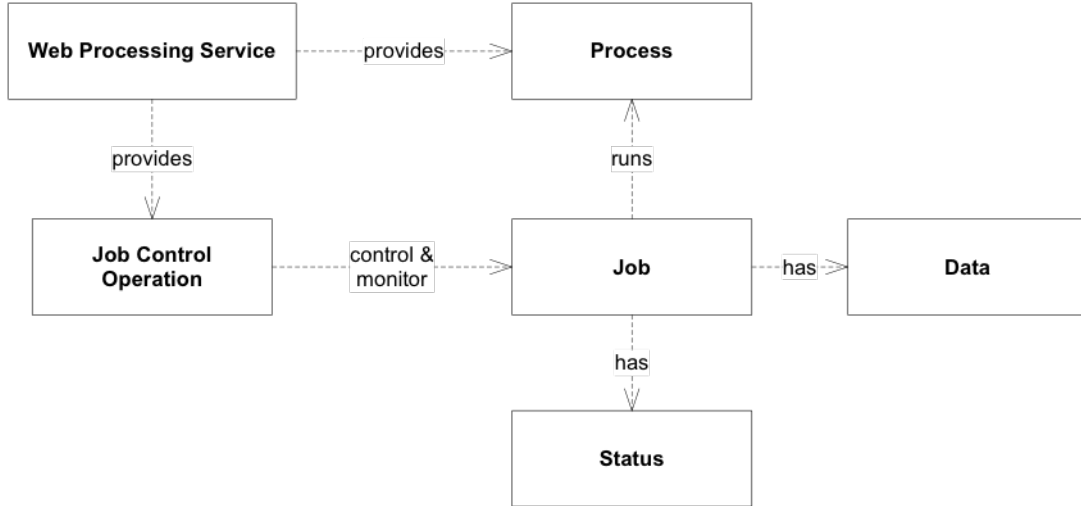 Web Processing Service
provides
Process
provides
runs
Job Control
Operation
control &
monitor
Job
has
Data
has
Status